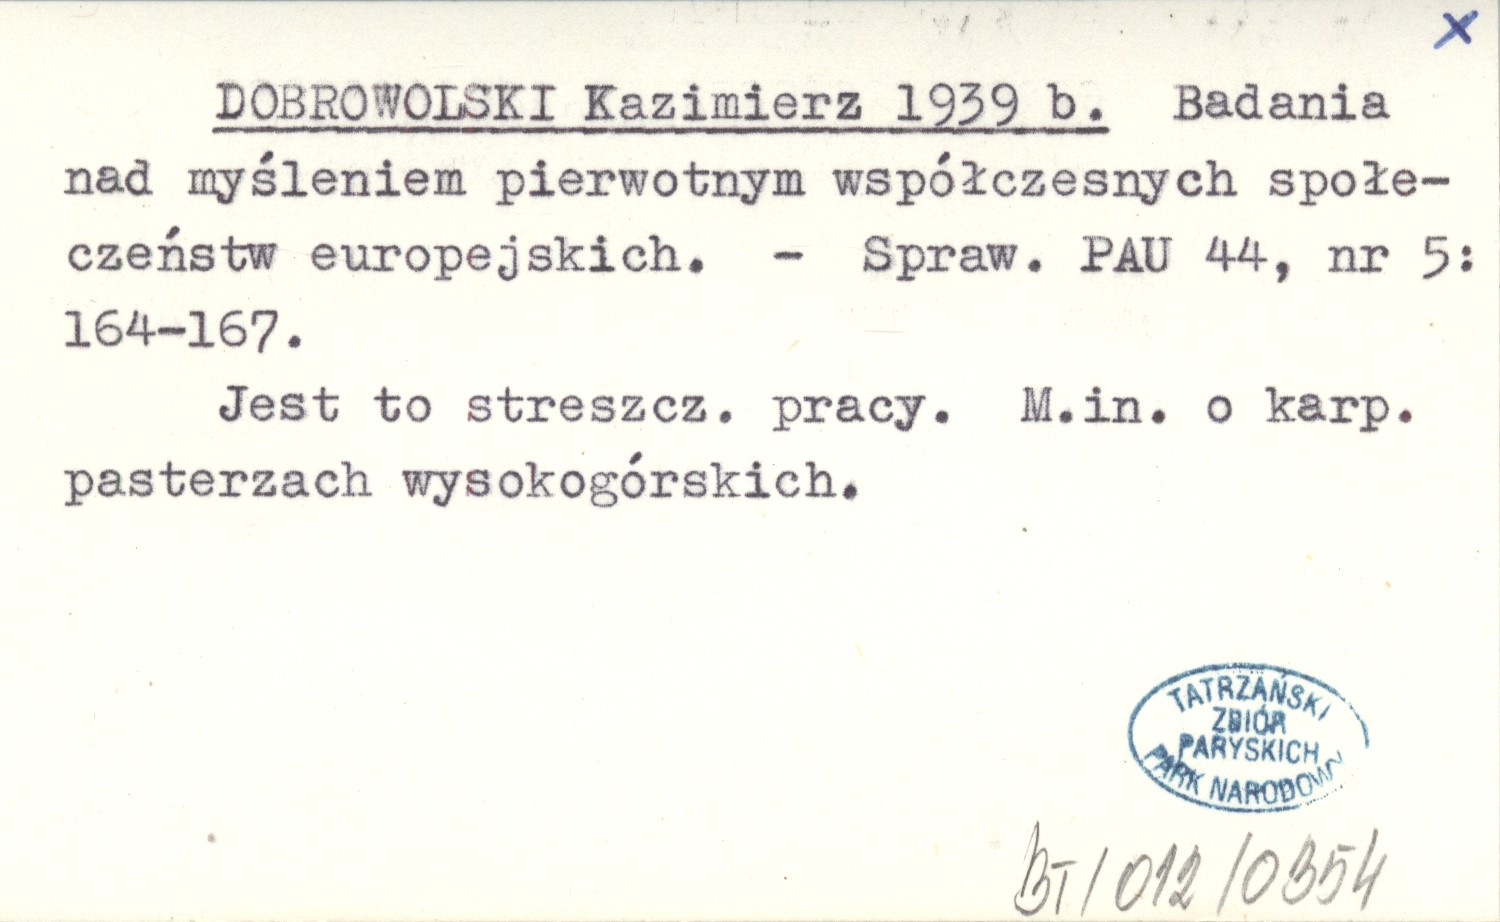 x
DOBROWOLSKI Kazimierz 1939 b. Badania
nad myśleniem pierwotnym współczesnych społe-
czeństw europejskich. - Spraw. PAU 44, nr 5:
164-167.
Jest to streszcz. pracy. M.in. o karp.
pasterzach wysokogórskich.
TATRZAŃSKI
ZBIÓR
PARYSKICH
PARK NARODOWY
BT/012/0354